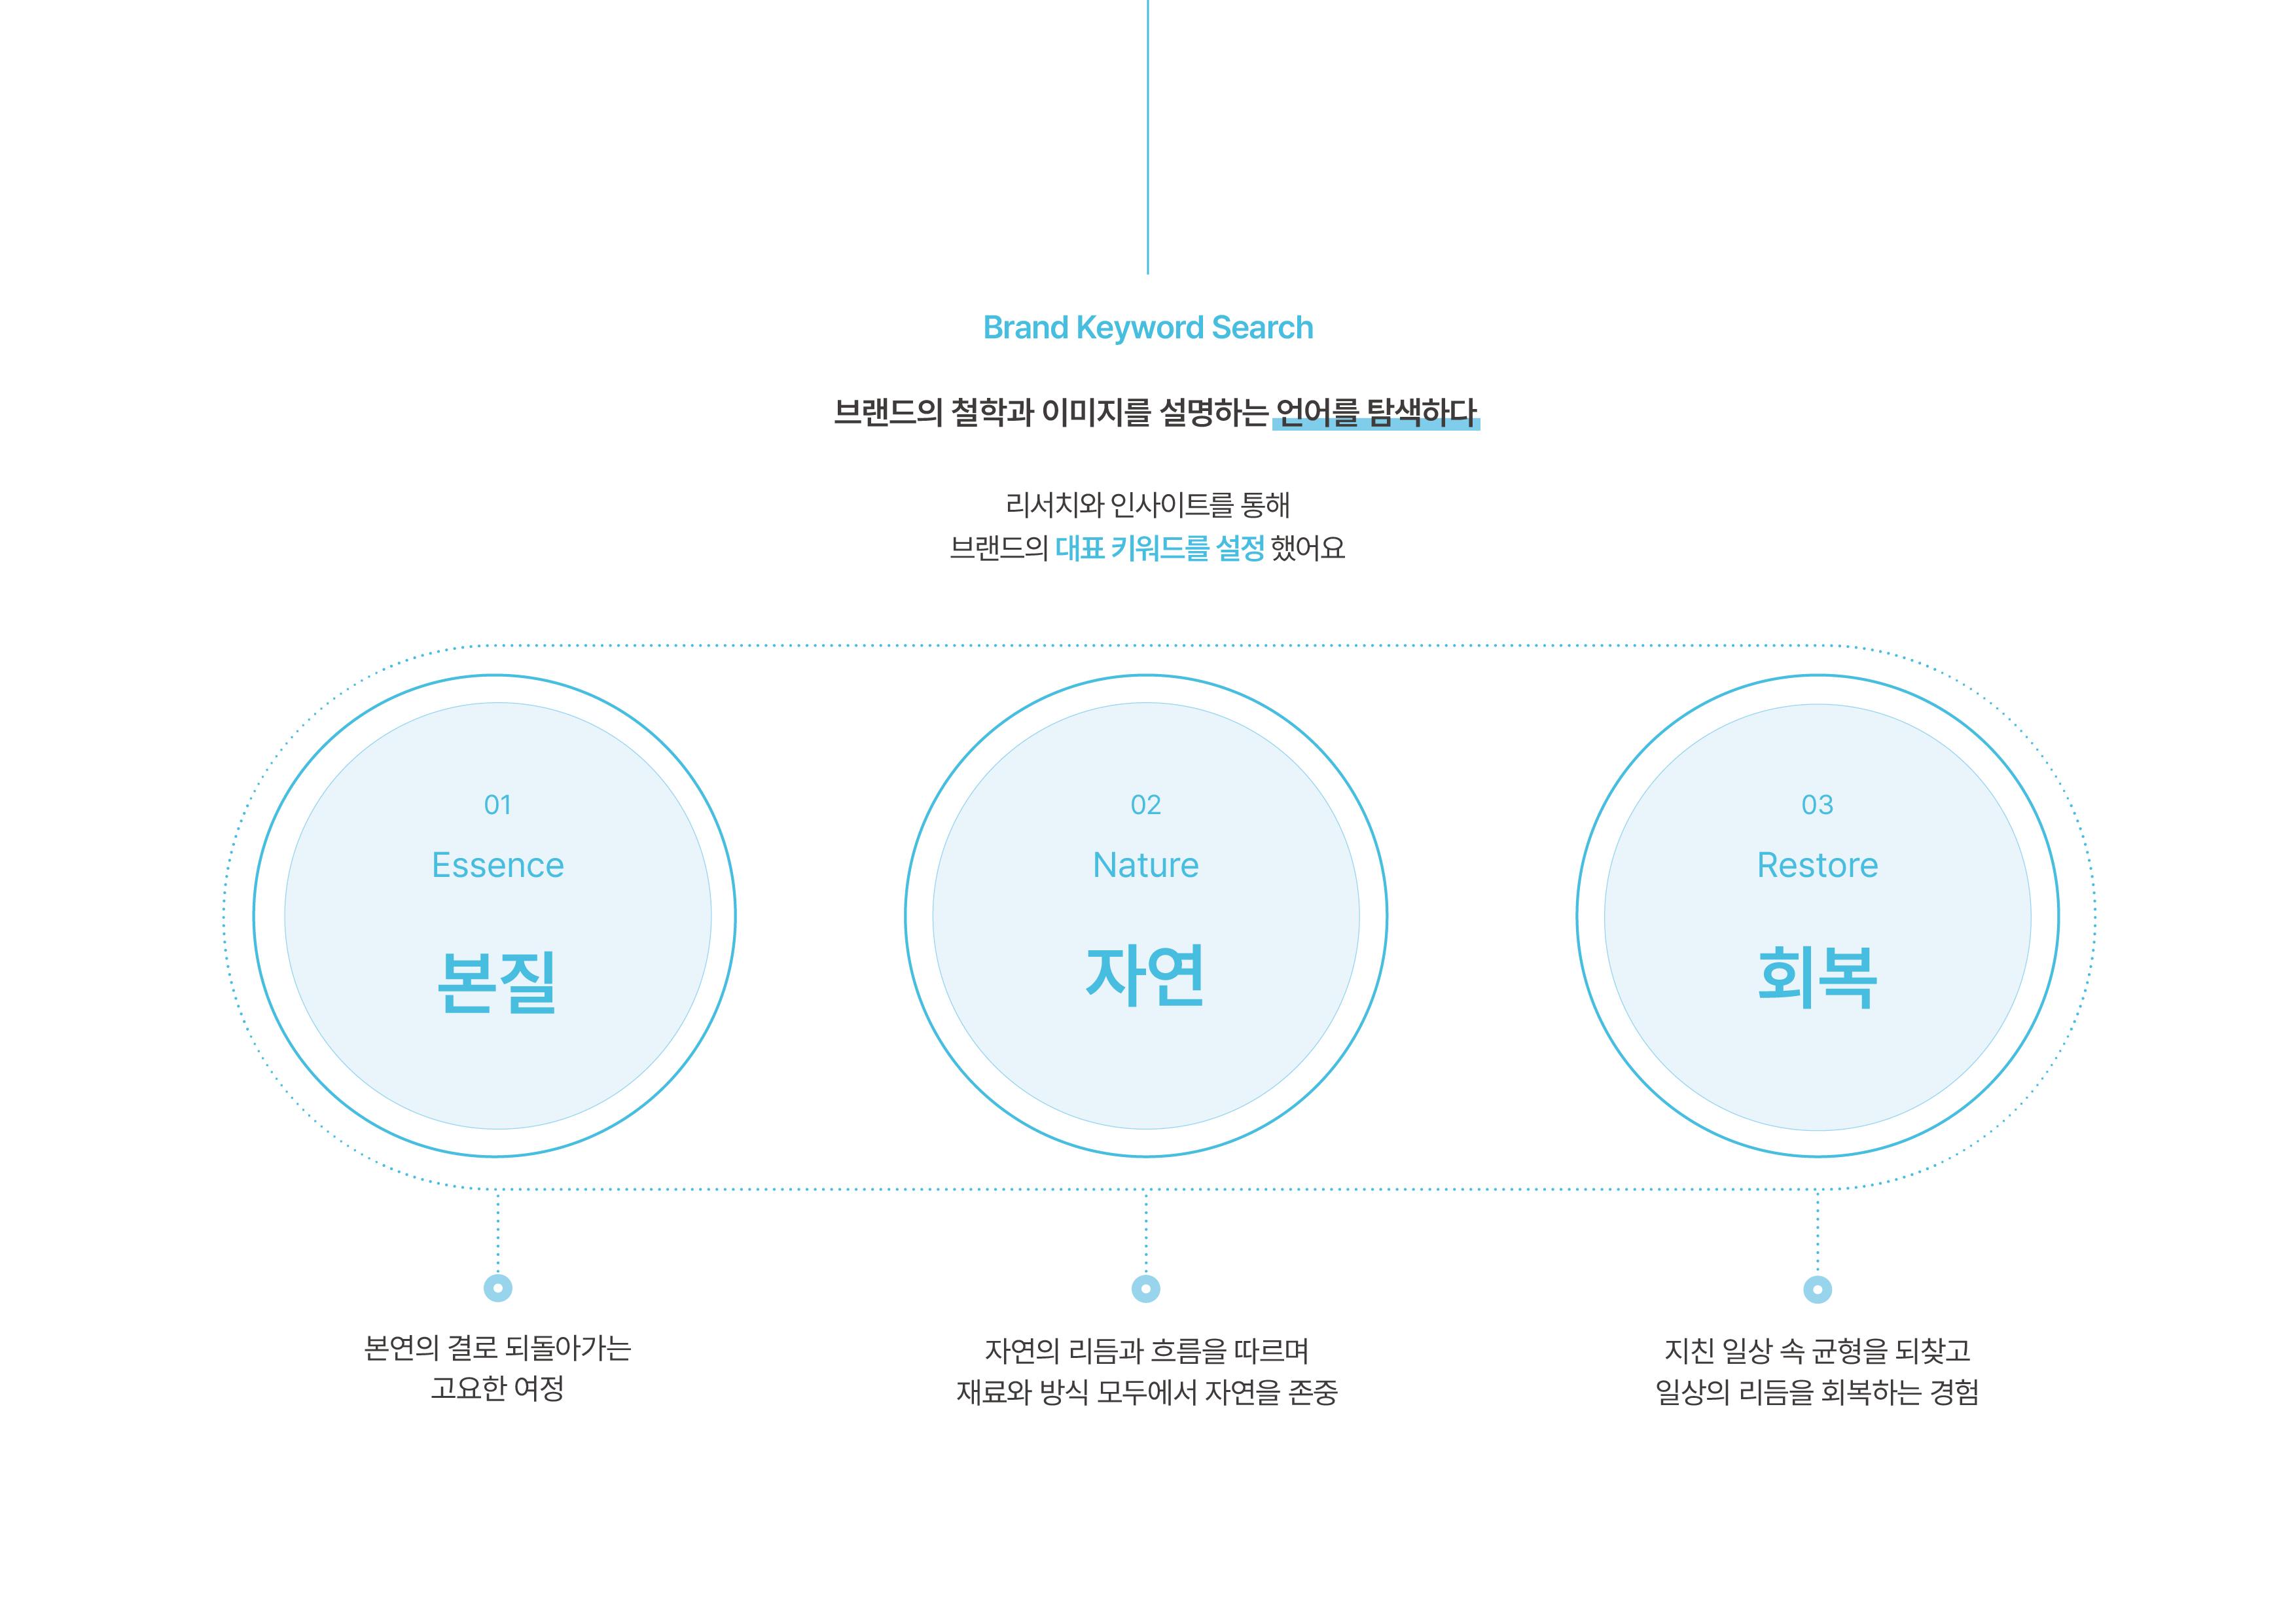 Brand Keyword Search
브랜드의 철학과 이미지를 설명하는 언어를 탐색하다
리서치와 인사이트를 통해
브랜드의 대표 키워드를 설정 했어요
01
Essence
본질
02
Nature
자연
03
Restore
회복
본연의 결로 되돌아가는
고요한 여정
자연의 리듬과 흐름을 따르며
재료와 방식 모두에서 자연을 존중
지친 일상 속 균형을 되찾고
일상의 리듬을 회복하는 경험